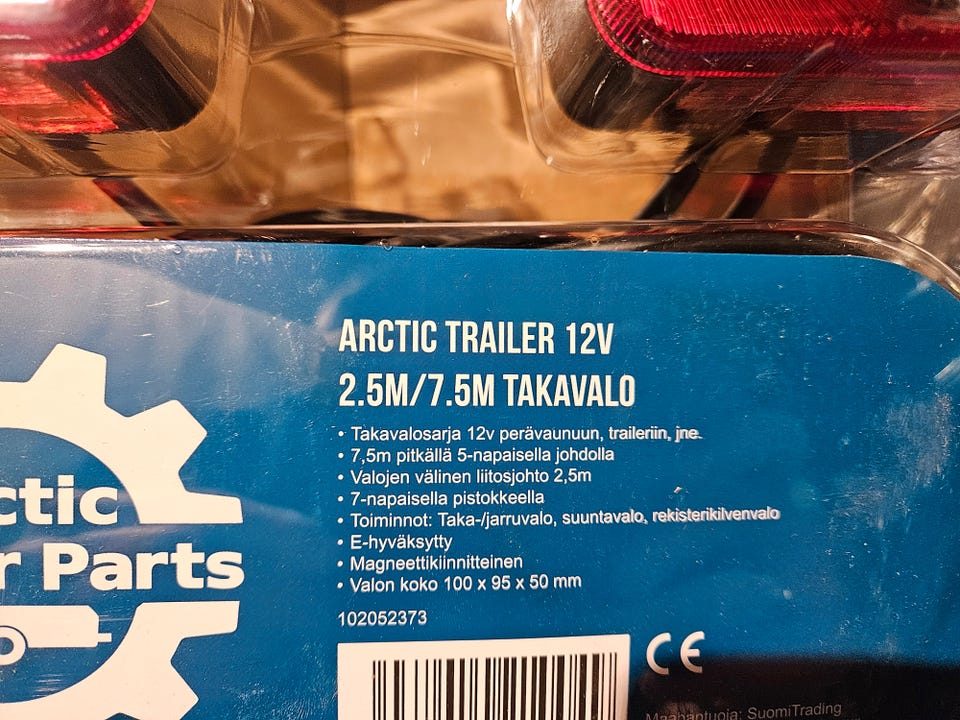 ARCTIC TRAILER 12V
2.5M/7.5M TAKAVALO
• Takavalosarja 12v perävaunuun, traileriin, jne.
• 7,5m pitkällä 5-napaisella johdolla
• Valojen välinen liitosjohto 2,5m
• 7-napaisella pistokkeella
• Toiminnot: Taka-/jarruvalo, suuntavalo, rekisterikilvenvalo
• E-hyväksytty
• Magneettikiinnitteinen
• Valon koko 100 x 95 x 50 mm
102052373
ctic
r Parts
CE
Maahantuoja: SuomiTrading